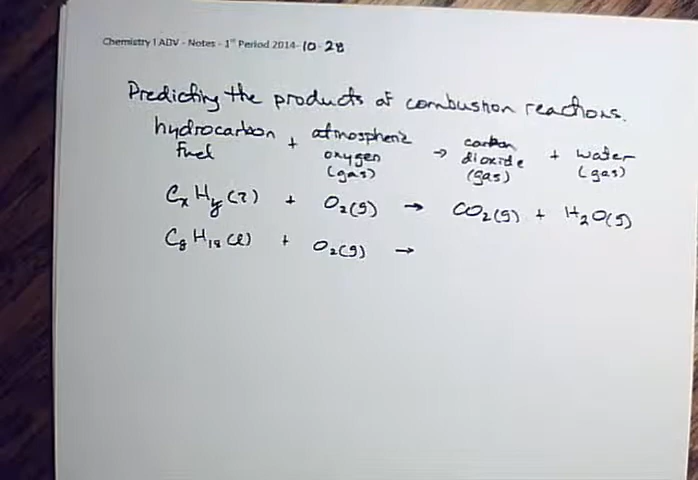 Chemistry I ADV - Notes - 1st Period 2014-10-28
Predicting the products of combustion reactions.
hydrocarbon fuel + atmospheric oxygen (gas) → carbon dioxide (gas) + water (gas)
CxHy(?) + O2(g) → CO2(g) + H2O(g)
C8H18(l) + O2(g) →